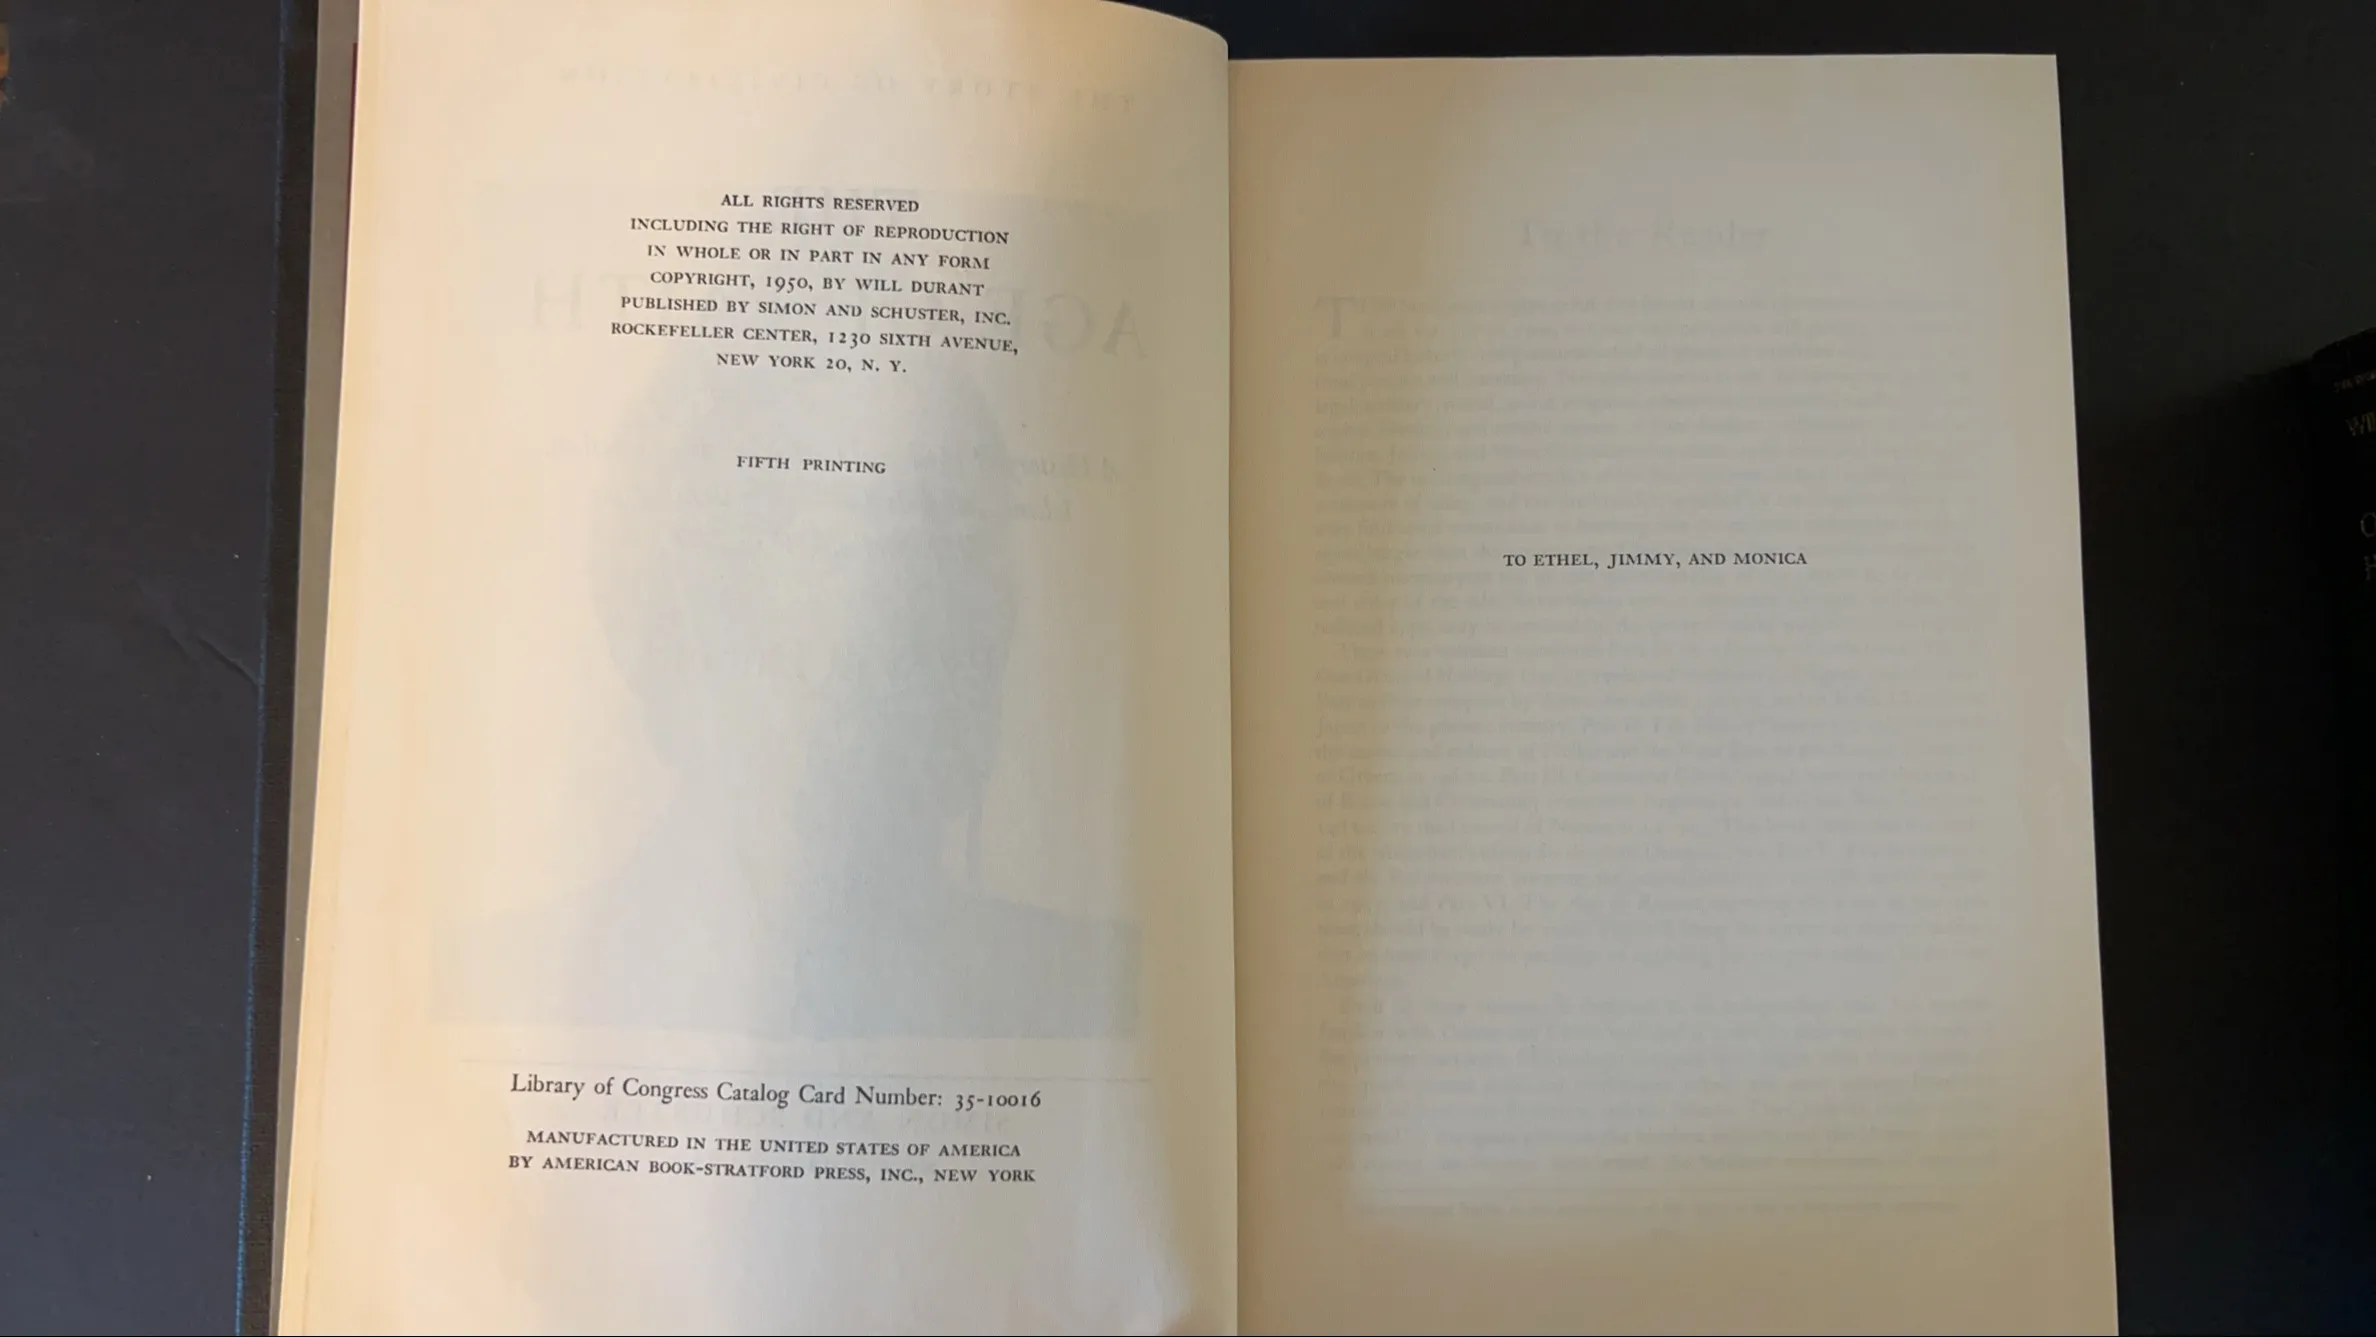 ALL RIGHTS RESERVED
INCLUDING THE RIGHT OF REPRODUCTION
IN WHOLE OR IN PART IN ANY FORM
COPYRIGHT, 1950, BY WILL DURANT
PUBLISHED BY SIMON AND SCHUSTER, INC.
ROCKEFELLER CENTER, 1230 SIXTH AVENUE,
NEW YORK 20, N. Y.
FIFTH PRINTING
Library of Congress Catalog Card Number: 35-10016
MANUFACTURED IN THE UNITED STATES OF AMERICA
BY AMERICAN BOOK-STRATFORD PRESS, INC., NEW YORK
TO ETHEL, JIMMY, AND MONICA